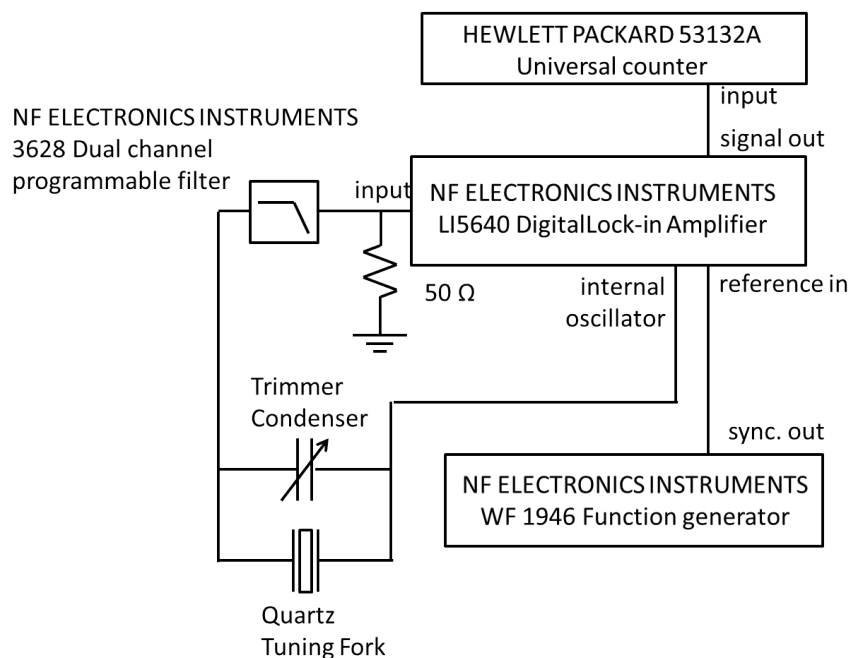 HEWLETT PACKARD 53132A
Universal counter
input
signal out
NF ELECTRONICS INSTRUMENTS
3628 Dual channel
programmable filter
input
NF ELECTRONICS INSTRUMENTS
LI5640 DigitalLock-in Amplifier
50 Ω
internal
oscillator
reference in
Trimmer
Condenser
sync. out
NF ELECTRONICS INSTRUMENTS
WF 1946 Function generator
Quartz
Tuning Fork